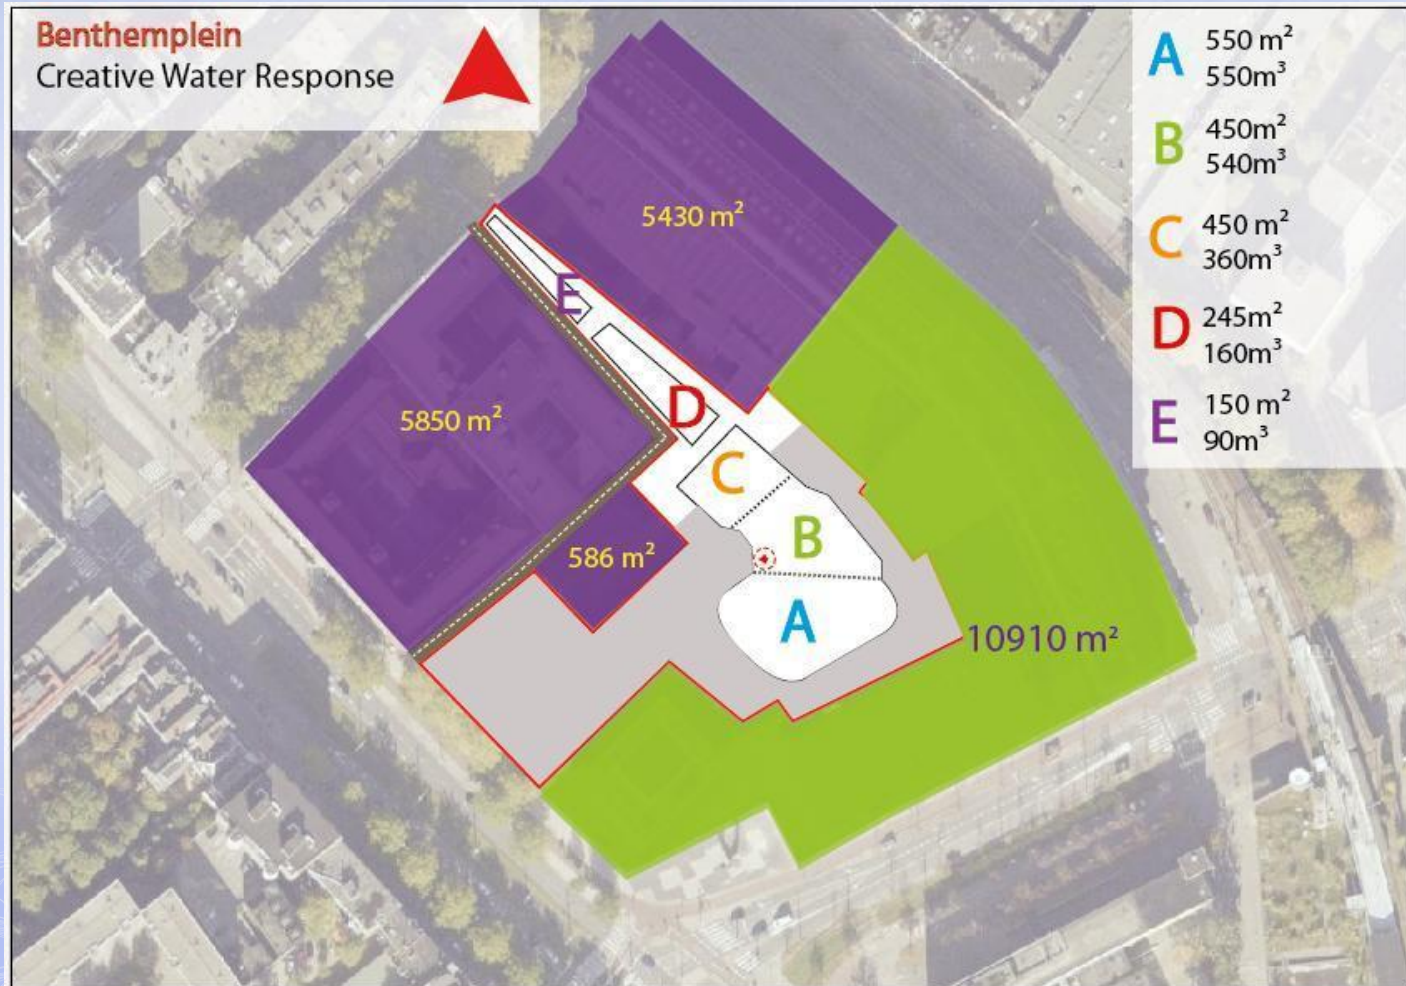 Benthemplein
Creative Water Response
A
550 m²
550m³
B
450m²
540m³
C
450 m²
360m³
D
245m²
160m³
E
150 m²
90m³
5430 m²
E
5850 m²
D
C
B
586 m²
A
10910 m²